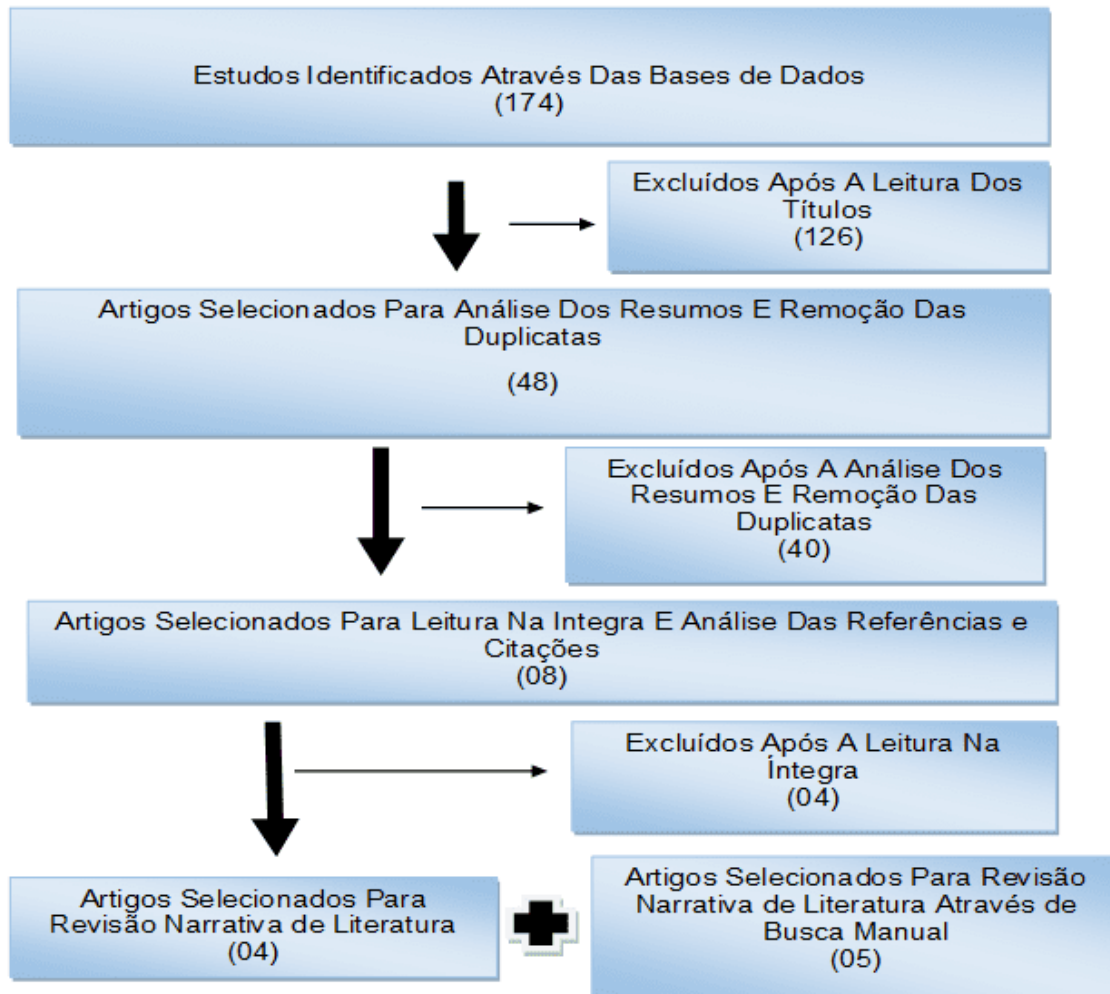 Estudos Identificados Através Das Bases de Dados
(174)
Excluídos Após A Leitura Dos
Títulos
(126)
Artigos Selecionados Para Análise Dos Resumos E Remoção Das
Duplicatas
(48)
Excluídos Após A Análise Dos
Resumos E Remoção Das
Duplicatas
(40)
Artigos Selecionados Para Leitura Na Integra E Análise Das Referências e
Citações
(08)
Excluídos Após A Leitura Na
Íntegra
(04)
Artigos Selecionados Para
Revisão Narrativa de Literatura
(04)
Artigos Selecionados Para Revisão
Narrativa de Literatura Através de
Busca Manual
(05)